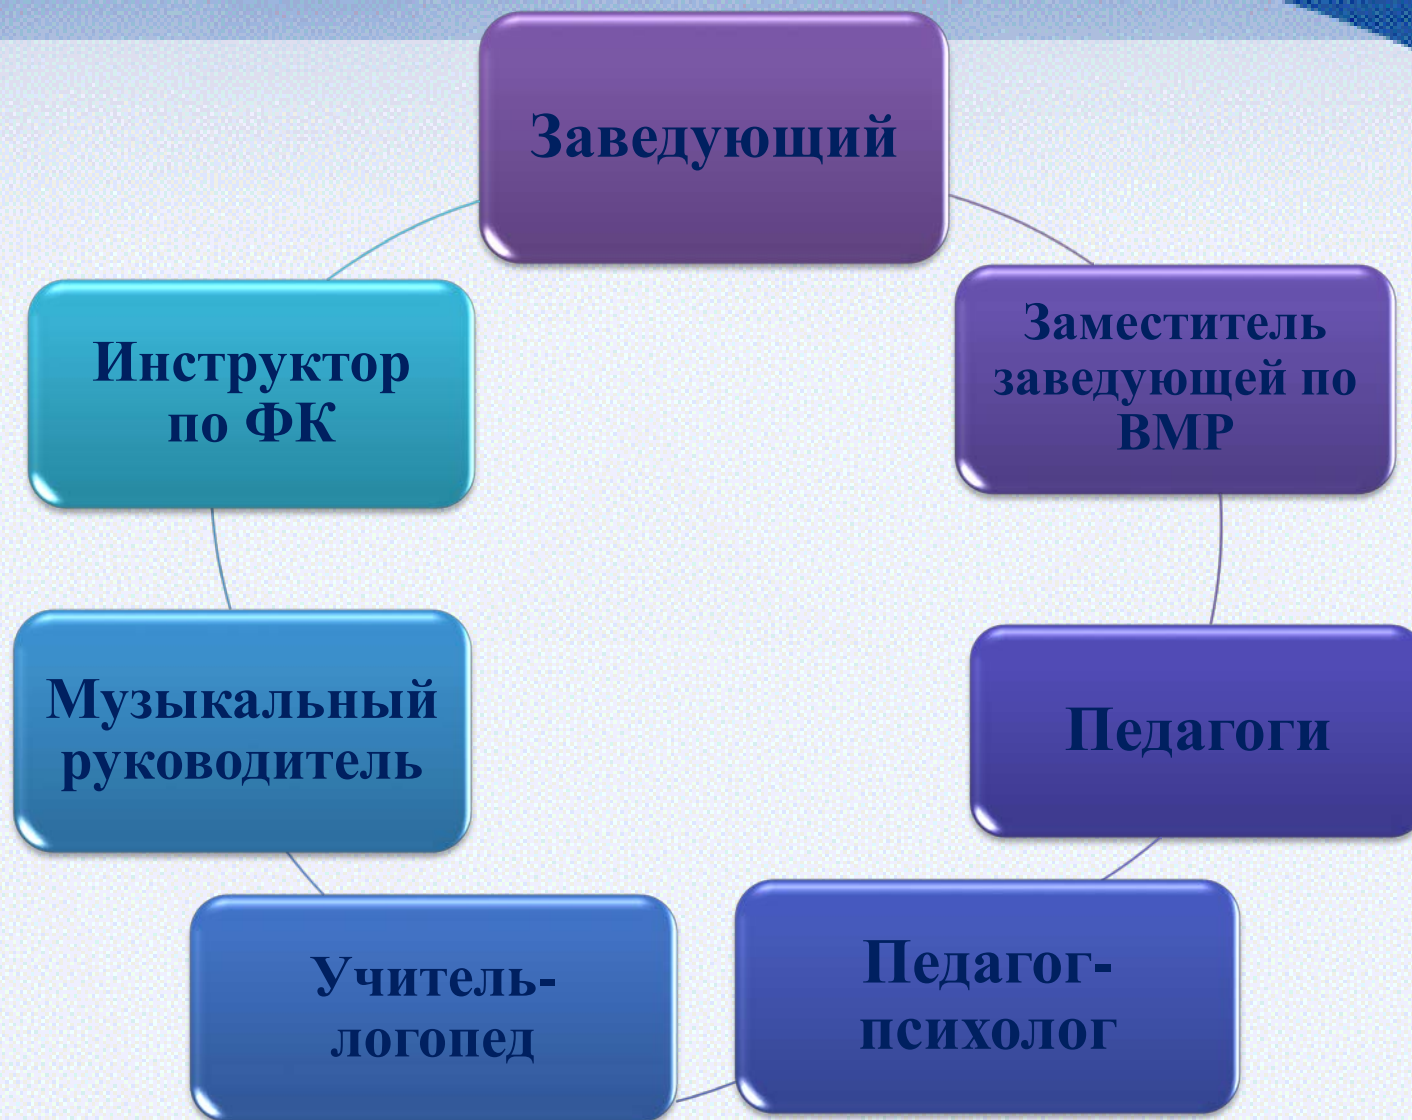 Заведующий
Заместитель
заведующей по
ВМР
Педагоги
Педагог-
психолог
Учитель-
логопед
Музыкальный
руководитель
Инструктор
по ФК